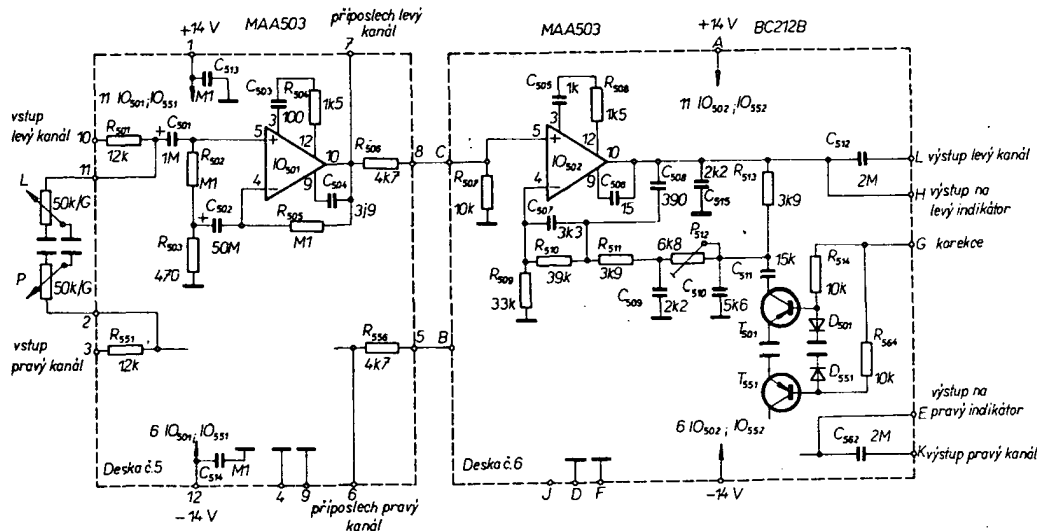 +14 V
MAA503
příposlech levý
kanál
MAA503
+14 V
BC212B
1
7
A
C513
M1
C503
100
R504
1k5
C505
1k
R508
1k5
11 IO501; IO551
11 IO502; IO552
vstup
levý kanál
10
R501
12k
C501
1M
+
5
+
3
12
10
IO501
4
−
9
C504
3j9
R506
4k7
8
C
11
R502
M1
L
50k/G
C502
50M
+
R505
M1
R503
470
P
50k/G
R507
10k
5
+
3
12
10
IO502
4
−
9
C506
15
C508
390
2k2
C515
R513
3k9
C512
2M
L výstup levý kanál
H výstup na
levý indikátor
C507
3k3
R510
39k
R511
3k9
6k8
P512
R509
33k
C509
2k2
C510
5k6
C511
15k
G korekce
R514
10k
T501
D501
R564
10k
T551
D551
2
vstup
pravý kanál
3
R551
12k
R556
4k7
5
B
výstup na
E pravý indikátor
C562
2M
K výstup pravý kanál
6 IO501; IO551
6 IO502; IO552
Deska č.5
C514
M1
Deska č.6
12
4
9
6
J
D
F
−14 V
příposlech pravý
kanál
−14 V